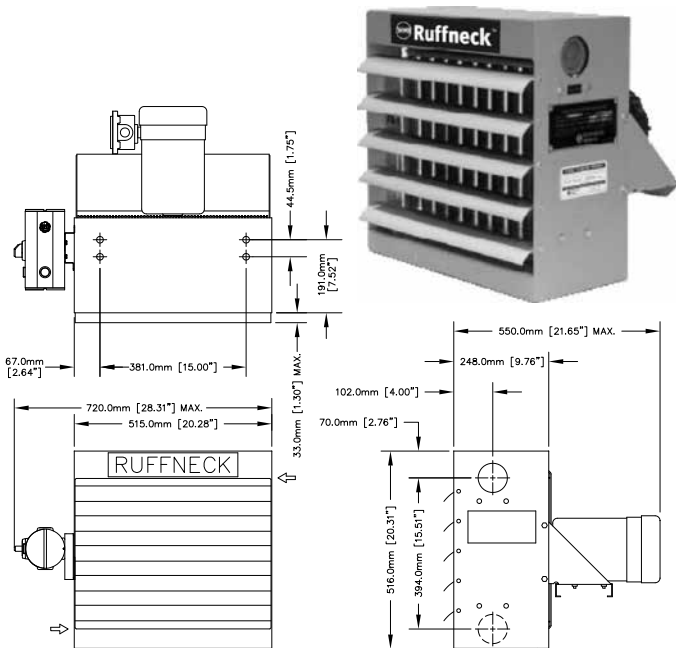 Ruffneck™
44.5mm [1.75"]
191.0mm
[7.52"]
67.0mm
[2.64"]
381.0mm [15.00"]
33.0mm [1.30"] MAX.
720.0mm [28.31"] MAX.
515.0mm [20.28"]
RUFFNECK
550.0mm [21.65"] MAX.
248.0mm [9.76"]
102.0mm [4.00"]
70.0mm [2.76"]
516.0mm [20.31"]
394.0mm [15.51"]